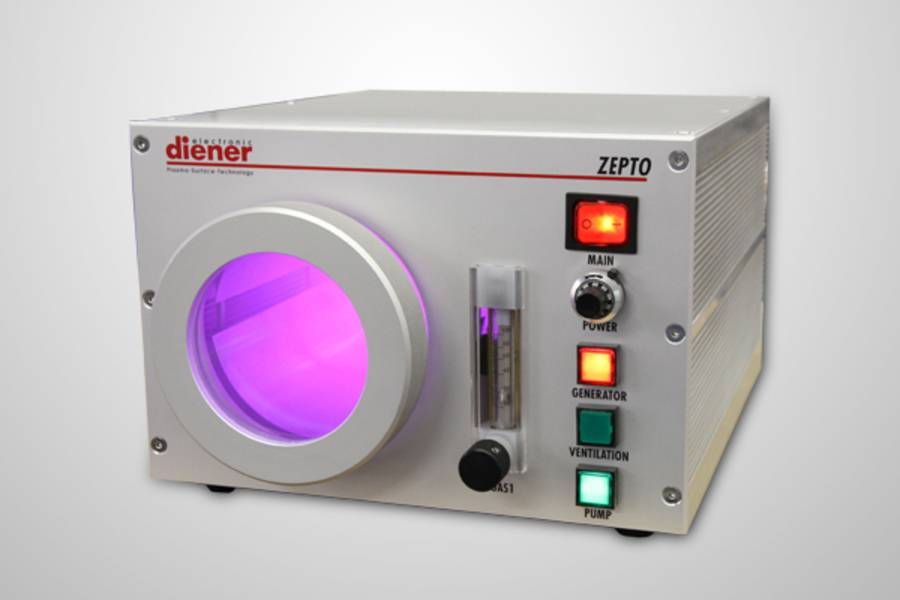 electronic
diener
Plasma-Surface-Technology
ZEPTO
MAIN
POWER
GENERATOR
VENTILATION
GAS1
PUMP